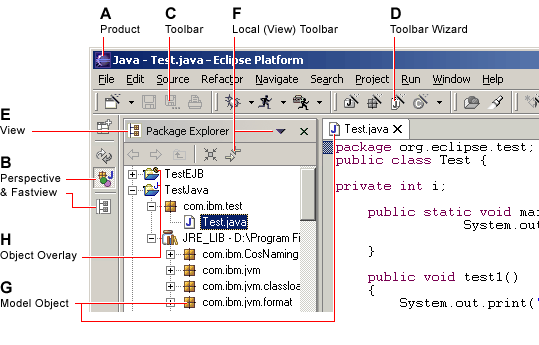 A
Product
C
Toolbar
F
Local (View) Toolbar
D
Toolbar Wizard
Java - Test.java - Eclipse Platform
File Edit Source Refactor Navigate Search Project Run Window Help
E
View
Package Explorer
Test.java
B
Perspective
& Fastview
TestEJB
TestJava
com.ibm.test
Test.java
H
Object Overlay
JRE_LIB - D:\Program Fi
com.ibm.CosNaming
com.ibm.jvm
com.ibm.jvm.classloa
G
Model Object
com.ibm.jvm.format
package org.eclipse.test;
public class Test {
private int i;
public static void mai
System.out
}
public void test1()
{
System.out.print('